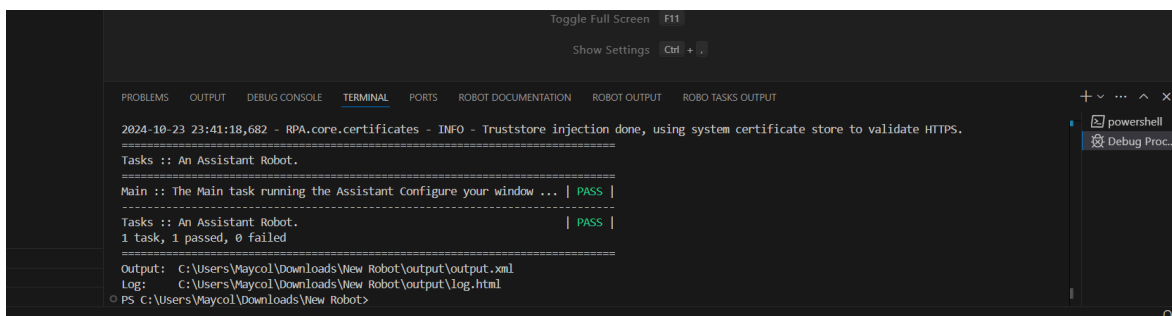 Toggle Full Screen F11
Show Settings Ctrl + ,
PROBLEMS OUTPUT DEBUG CONSOLE TERMINAL PORTS ROBOT DOCUMENTATION ROBOT OUTPUT ROBO TASKS OUTPUT
powershell
Debug Proc...
2024-10-23 23:41:18,682 - RPA.core.certificates - INFO - Truststore injection done, using system certificate store to validate HTTPS.
==============================================================================
Tasks :: An Assistant Robot.
==============================================================================
Main :: The Main task running the Assistant Configure your window ... | PASS |
------------------------------------------------------------------------------
Tasks :: An Assistant Robot. | PASS |
1 task, 1 passed, 0 failed
==============================================================================
Output: C:\Users\Maycol\Downloads\New Robot\output\output.xml
Log: C:\Users\Maycol\Downloads\New Robot\output\log.html
PS C:\Users\Maycol\Downloads\New Robot>